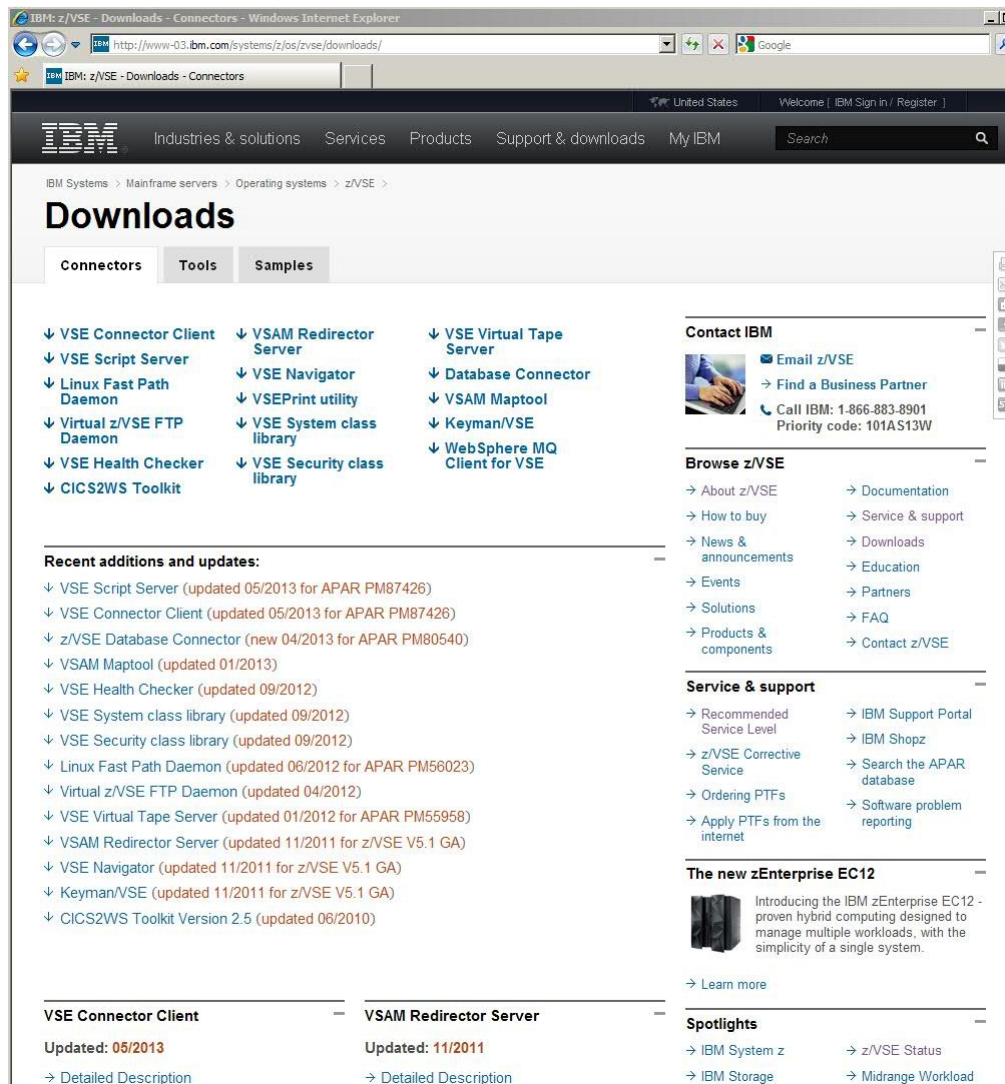 IBM: z/VSE - Downloads - Connectors - Windows Internet Explorer
http://www-03.ibm.com/systems/z/os/zvse/downloads/
Google
IBM: z/VSE - Downloads - Connectors
United States
Welcome [ IBM Sign in / Register ]
IBM
Industries & solutions
Services
Products
Support & downloads
My IBM
Search
IBM Systems > Mainframe servers > Operating systems > z/VSE >
Downloads
Connectors
Tools
Samples
VSE Connector Client
VSE Script Server
Linux Fast Path
Daemon
Virtual z/VSE FTP
Daemon
VSE Health Checker
CICS2WS Toolkit
VSAM Redirector
Server
VSE Navigator
VSEPrint utility
VSE System class
library
VSE Security class
library
VSE Virtual Tape
Server
Database Connector
VSAM Maptool
Keyman/VSE
WebSphere MQ
Client for VSE
Recent additions and updates:
VSE Script Server (updated 05/2013 for APAR PM87426)
VSE Connector Client (updated 05/2013 for APAR PM87426)
z/VSE Database Connector (new 04/2013 for APAR PM80540)
VSAM Maptool (updated 01/2013)
VSE Health Checker (updated 09/2012)
VSE System class library (updated 09/2012)
VSE Security class library (updated 09/2012)
Linux Fast Path Daemon (updated 06/2012 for APAR PM56023)
Virtual z/VSE FTP Daemon (updated 04/2012)
VSE Virtual Tape Server (updated 01/2012 for APAR PM55958)
VSAM Redirector Server (updated 11/2011 for z/VSE V5.1 GA)
VSE Navigator (updated 11/2011 for z/VSE V5.1 GA)
Keyman/VSE (updated 11/2011 for z/VSE V5.1 GA)
CICS2WS Toolkit Version 2.5 (updated 06/2010)
VSE Connector Client
Updated: 05/2013
Detailed Description
VSAM Redirector Server
Updated: 11/2011
Detailed Description
Contact IBM
Email z/VSE
Find a Business Partner
Call IBM: 1-866-883-8901
Priority code: 101AS13W
Browse z/VSE
About z/VSE
How to buy
News &
announcements
Events
Solutions
Products &
components
Documentation
Service & support
Downloads
Education
Partners
FAQ
Contact z/VSE
Service & support
Recommended
Service Level
z/VSE Corrective
Service
Ordering PTFs
Apply PTFs from the
internet
IBM Support Portal
IBM Shopz
Search the APAR
database
Software problem
reporting
The new zEnterprise EC12
Introducing the IBM zEnterprise EC12 -
proven hybrid computing designed to
manage multiple workloads, with the
simplicity of a single system.
Learn more
Spotlights
IBM System z
IBM Storage
z/VSE Status
Midrange Workload